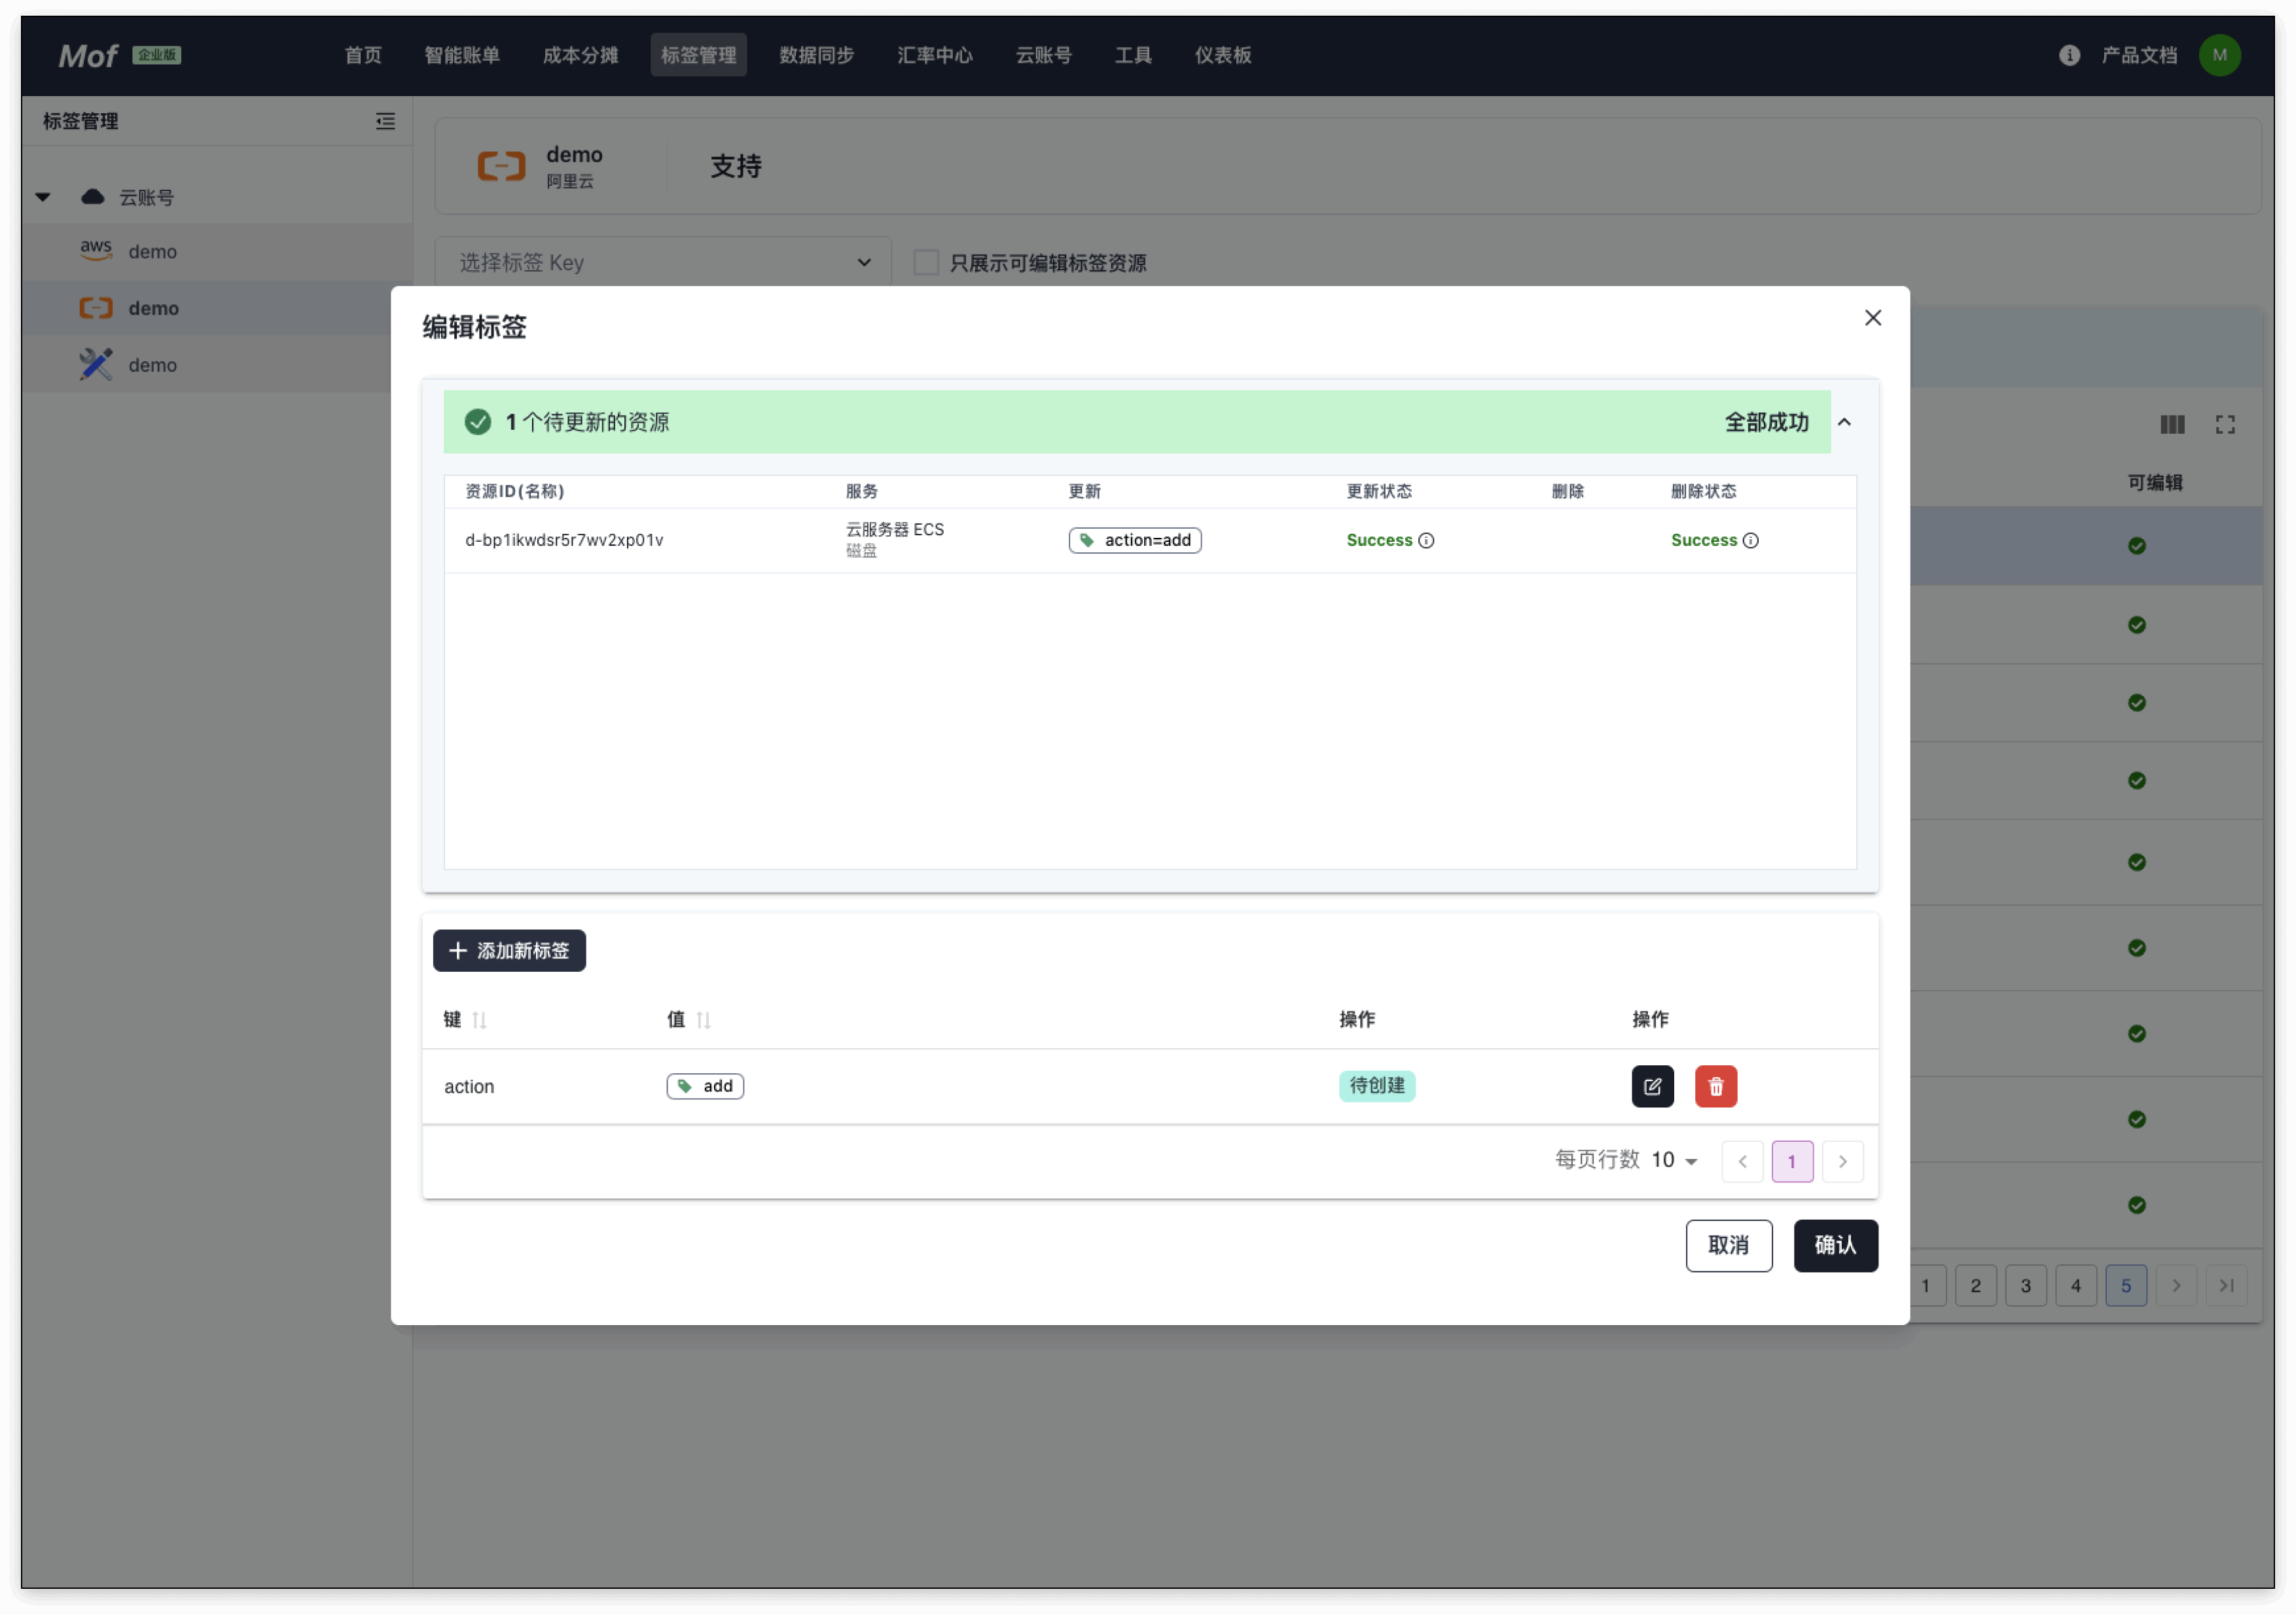 Mof 企业版 首页 智能账单 成本分摊 标签管理 数据同步 汇率中心 云账号 工具 仪表板 产品文档 M
标签管理
云账号
aws demo
demo
demo
demo
阿里云
支持
选择标签 Key
只展示可编辑标签资源
可编辑
编辑标签
1 个待更新的资源 全部成功
资源ID(名称) 服务 更新 更新状态 删除 删除状态
d-bp1ikwdsr5r7wv2xp01v 云服务器 ECS action=add Success Success
磁盘
添加新标签
键 值 操作 操作
action add 待创建
每页行数 10 1
取消 确认
1 2 3 4 5